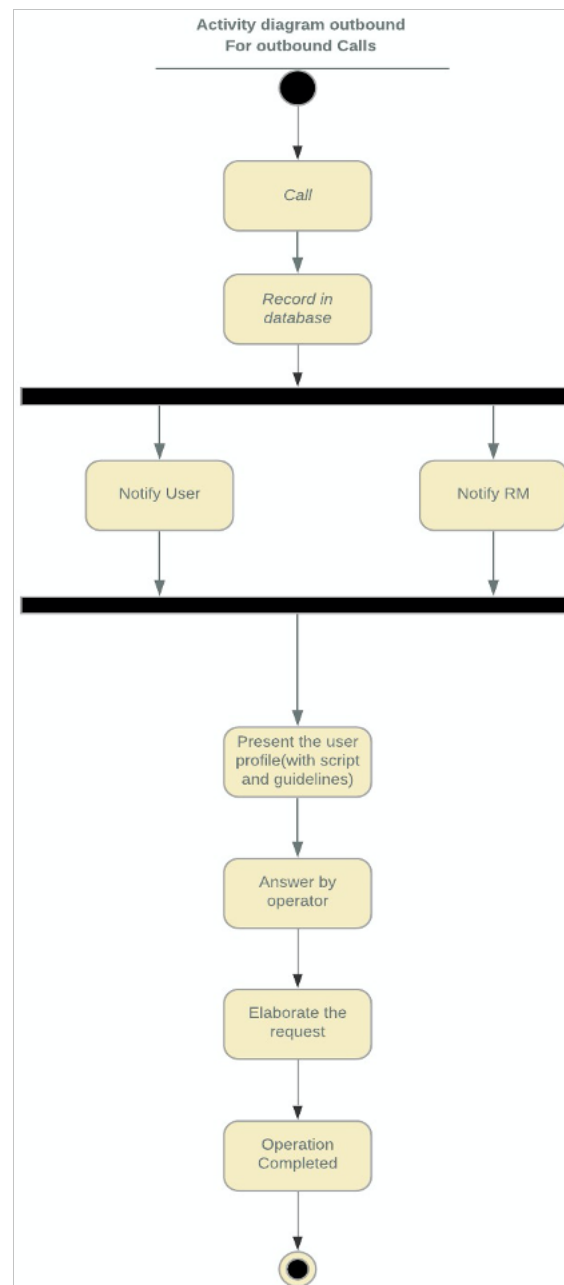 Activity diagram outbound
For outbound Calls
Call
Record in
database
Notify User
Notify RM
Present the user
profile(with script
and guidelines)
Answer by
operator
Elaborate the
request
Operation
Completed